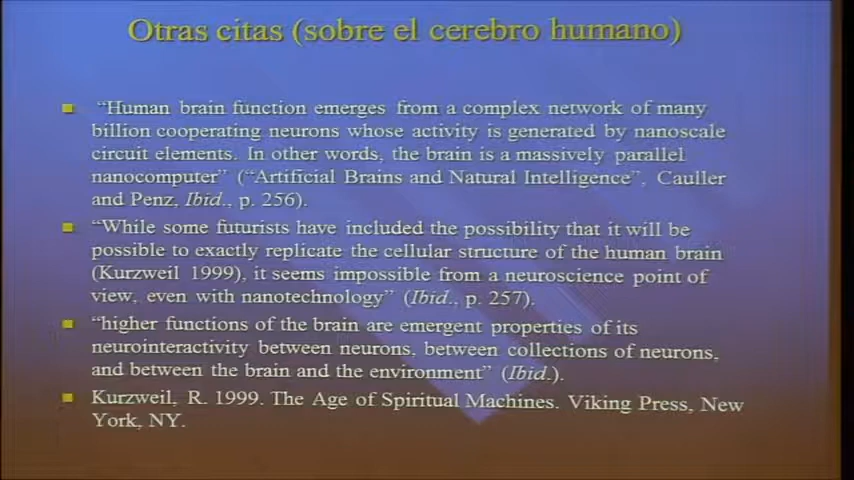 Otras citas (sobre el cerebro humano)
“Human brain function emerges from a complex network of many
billion cooperating neurons whose activity is generated by nanoscale
circuit elements. In other words, the brain is a massively parallel
nanocomputer” (“Artificial Brains and Natural Intelligence”, Cauller
and Penz, Ibid., p. 256).
“While some futurists have included the possibility that it will be
possible to exactly replicate the cellular structure of the human brain
(Kurzweil 1999), it seems impossible from a neuroscience point of
view, even with nanotechnology” (Ibid., p. 257).
“higher functions of the brain are emergent properties of its
neurointeractivity between neurons, between collections of neurons,
and between the brain and the environment” (Ibid.).
Kurzweil, R. 1999. The Age of Spiritual Machines. Viking Press, New
York, NY.